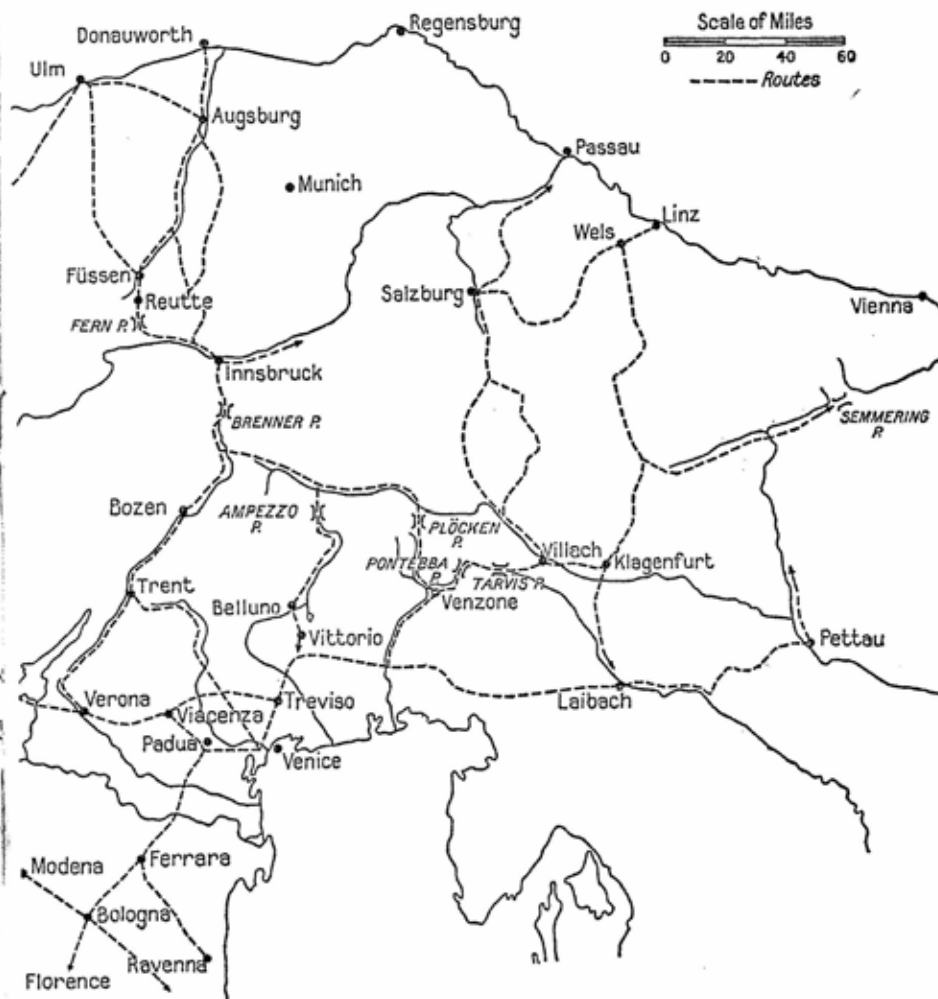 Scale of Miles
0 20 40 60
Routes
Regensburg
Donauworth
Ulm
Augsburg
Passau
Munich
Linz
Wels
Füssen
Salzburg
Reutte
Vienna
FERN P.
Innsbruck
BRENNER P.
SEMMERING
P.
Bozen
AMPEZZO
P.
PLÖCKEN
P.
PONTEBBA
P.
Villach
Klagenfurt
TARVIS P.
Trent
Venzone
Belluno
Vittorio
Pettau
Verona
Viacenza
Treviso
Laibach
Padua
Venice
Modena
Ferrara
Bologna
Ravenna
Florence